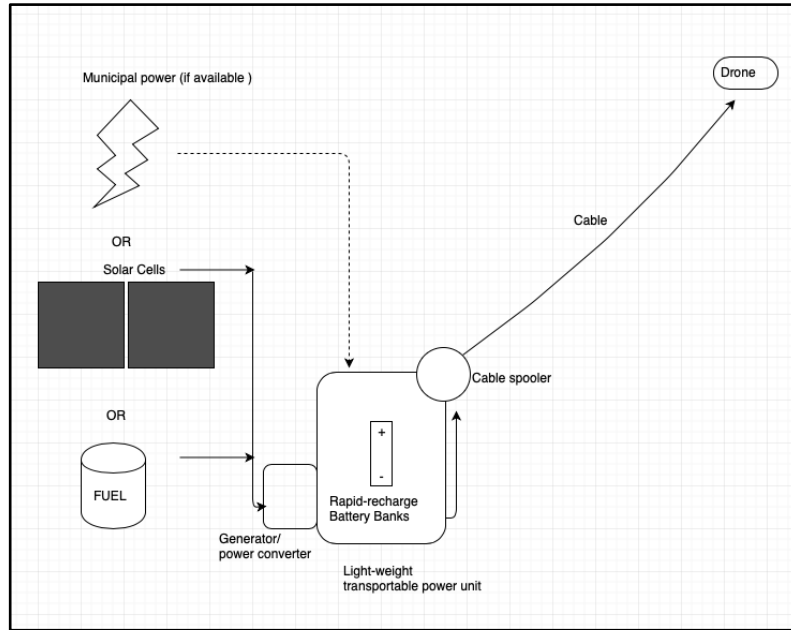 Drone
Municipal power (if available )
Cable
OR
Solar Cells
Cable spooler
OR
+
-
FUEL
Rapid-recharge
Battery Banks
Generator/
power converter
Light-weight
transportable power unit